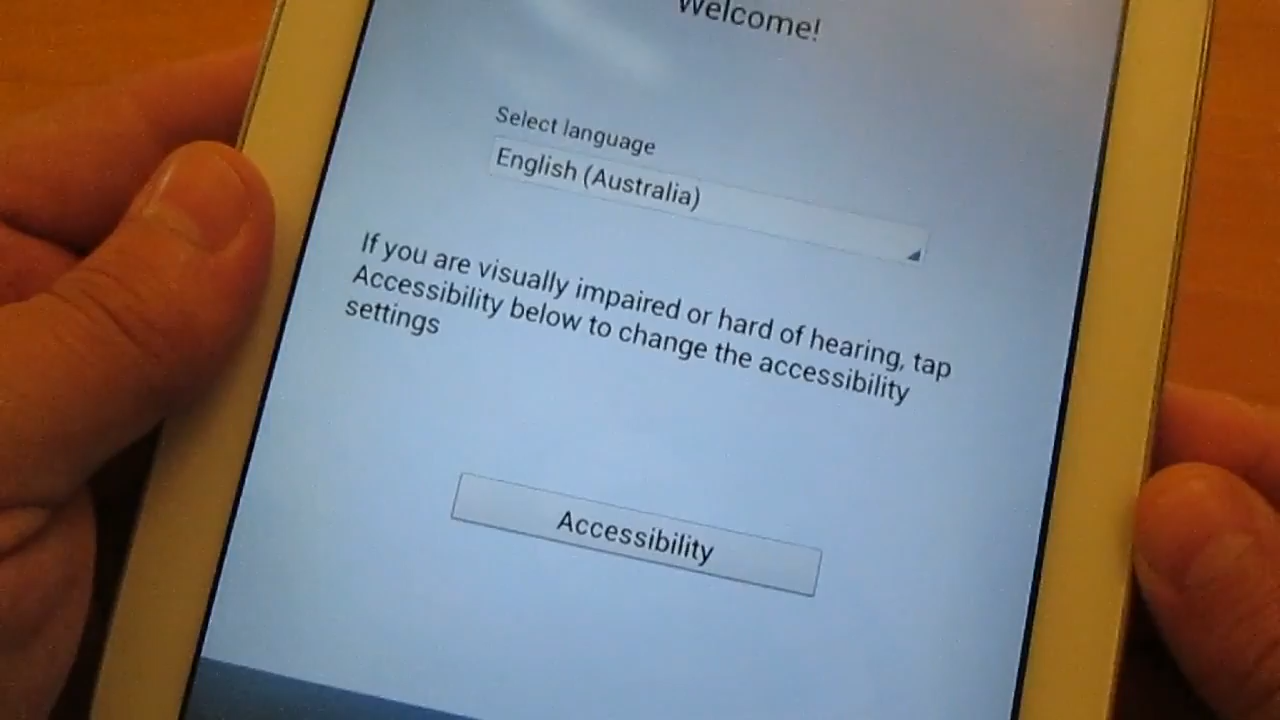 Welcome!
Select language
English (Australia)
If you are visually impaired or hard of hearing, tap
Accessibility below to change the accessibility
settings
Accessibility